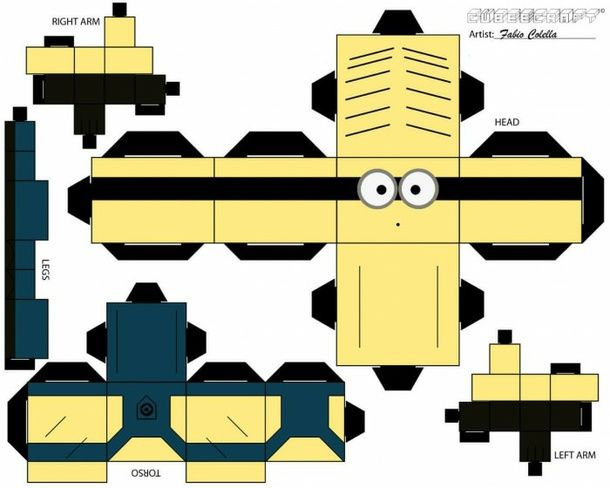 CUBEECRAFT
Artist: Fabio Colella
RIGHT ARM
HEAD
LEGS
TORSO
LEFT ARM